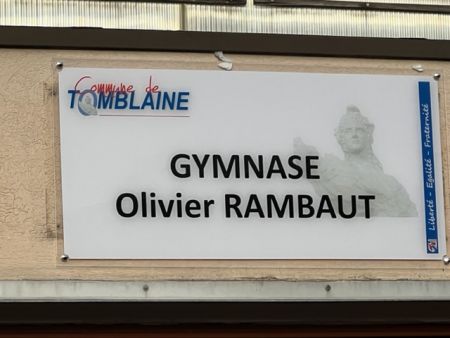 Commune de
TOMBLAINE
GYMNASE
Olivier RAMBAUT
Liberté - Egalité - Fraternité